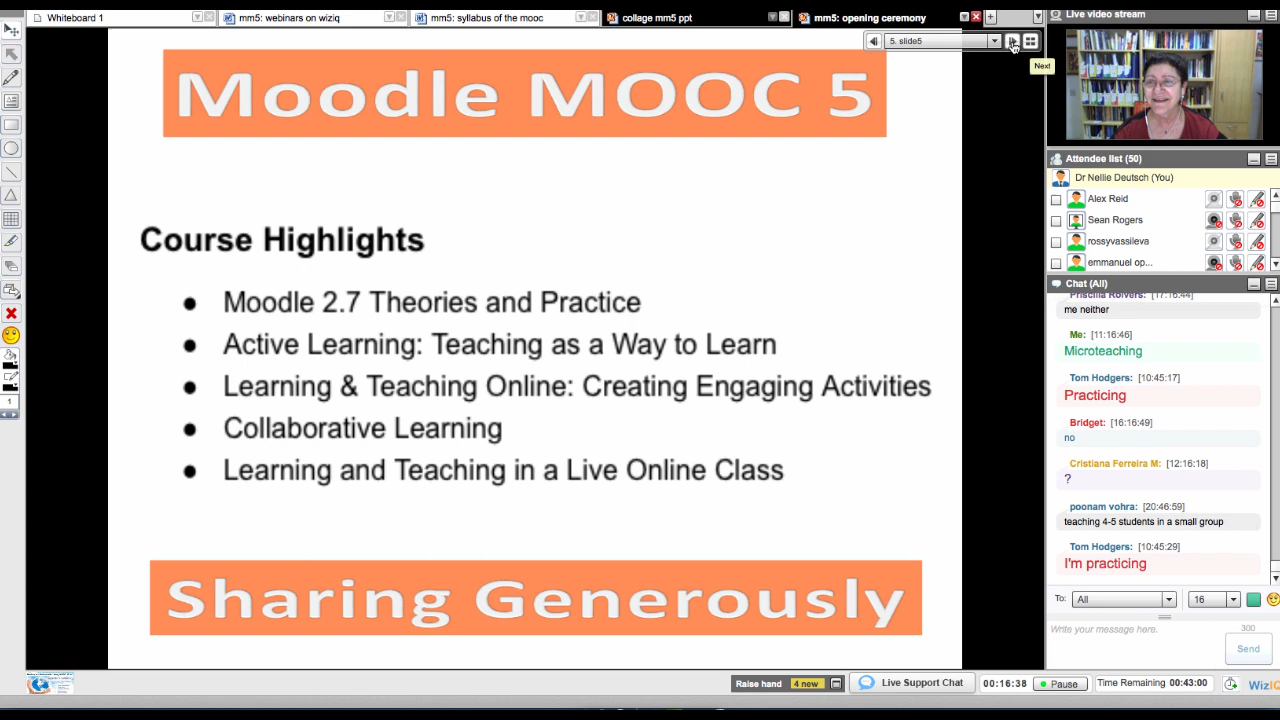 Whiteboard 1
mm5: webinars on wiziq
mm5: syllabus of the mooc
collage mm5 ppt
mm5: opening ceremony
Live video stream
5. slide5
Next
Moodle MOOC 5
Course Highlights
● Moodle 2.7 Theories and Practice
● Active Learning: Teaching as a Way to Learn
● Learning & Teaching Online: Creating Engaging Activities
● Collaborative Learning
● Learning and Teaching in a Live Online Class
Sharing Generously
Attendee list (50)
Dr Nellie Deutsch (You)
Alex Reid
Sean Rogers
rossyvassileva
emmanuel op...
Chat (All)
[17:16:44]
me neither
Me: [11:16:46]
Microteaching
Tom Hodgers: [10:45:17]
Practicing
Bridget: [16:16:49]
no
Cristiana Ferreira M: [12:16:18]
?
poonam vohra: [20:46:59]
teaching 4-5 students in a small group
Tom Hodgers: [10:45:29]
I'm practicing
To: All 16
Write your message here.
300
Send
1
Raise hand 4 new
Live Support Chat
00:16:38
Pause
Time Remaining 00:43:00
WizI